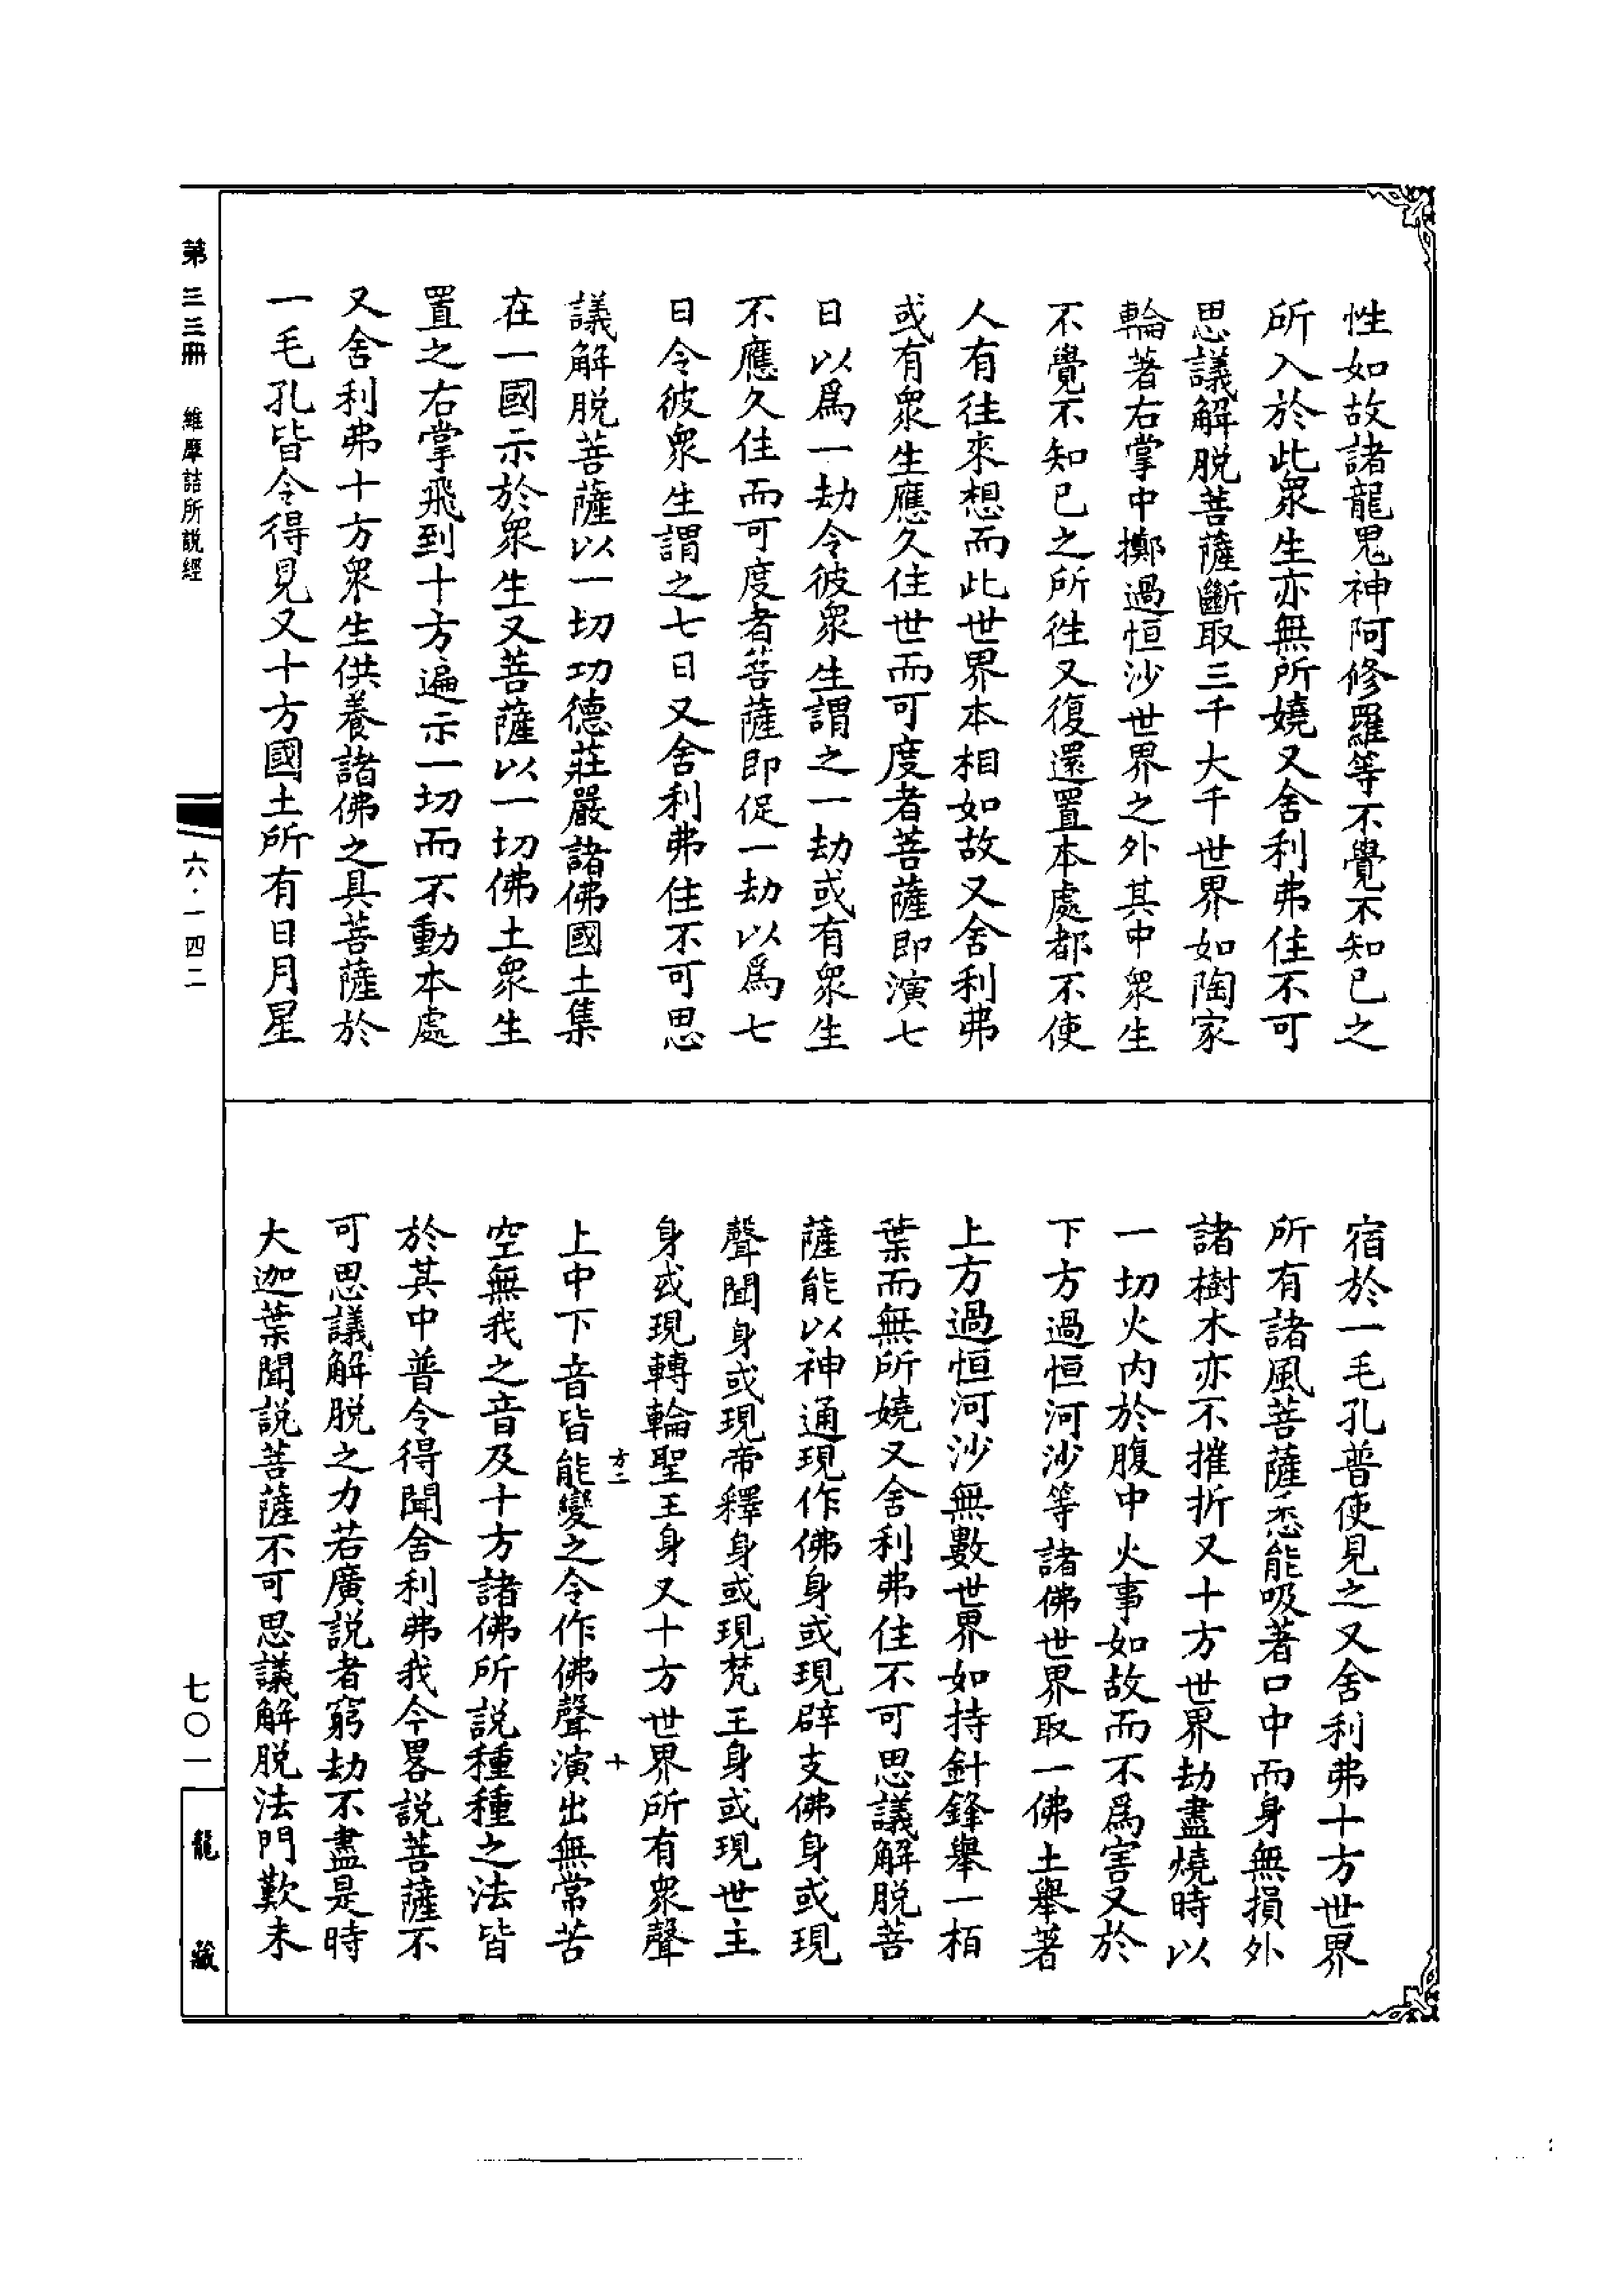 性如故諸龍鬼神阿修羅等不覺不知已之
所入於此衆生亦無所嬈又舍利弗住不可
思議解脱菩薩斷取三千大千世界如陶家
輪著右掌中擲過恒沙世界之外其中衆生
不覺不知已之所徃又復還置本處都不使
人有往來想而此世界本相如故又舍利弗
或有衆生應久住世而可度者菩薩即演七
日以爲一劫令彼衆生謂之一劫或有衆生
不應久住而可度者菩薩即促一劫以爲七
日令彼衆生謂之七日又舍利弗住不可思
議解脱菩薩以一切功德莊嚴諸佛國土集
在一國示於衆生又菩薩以一切佛土衆生
置之右掌飛到十方遍示一切而不動本處
又舍利弗十方衆生供養諸佛之具菩薩於
一毛孔皆令得見又十方國土所有日月星
宿於一毛孔普使見之又舍利弗十方世界
所有諸風菩薩悉能吸著口中而身無損外
諸樹木亦不摧折又十方世界劫盡燒時以
一切火内於腹中火事如故而不爲害又於
下方過恒河沙等諸佛世界取一佛土舉著
上方過恒河沙無數世界如持針鋒舉一栢
葉而無所嬈又舍利弗住不可思議解脱菩
薩能以神通現作佛身或現辟支佛身或現
聲聞身或現帝釋身或現梵王身或現世主
身或現轉輪聖王身又十方世界所有衆聲
方二
十
上中下音皆能變之令作佛聲演出無常苦
空無我之音及十方諸佛所説種種之法皆
於其中普令得聞舍利弗我今畧説菩薩不
可思議解脱之力若廣説者窮劫不盡是時
大迦葉聞説菩薩不可思議解脱法門歎未
第三三冊 維摩詰所説經
六·一四二
七〇一
龍藏